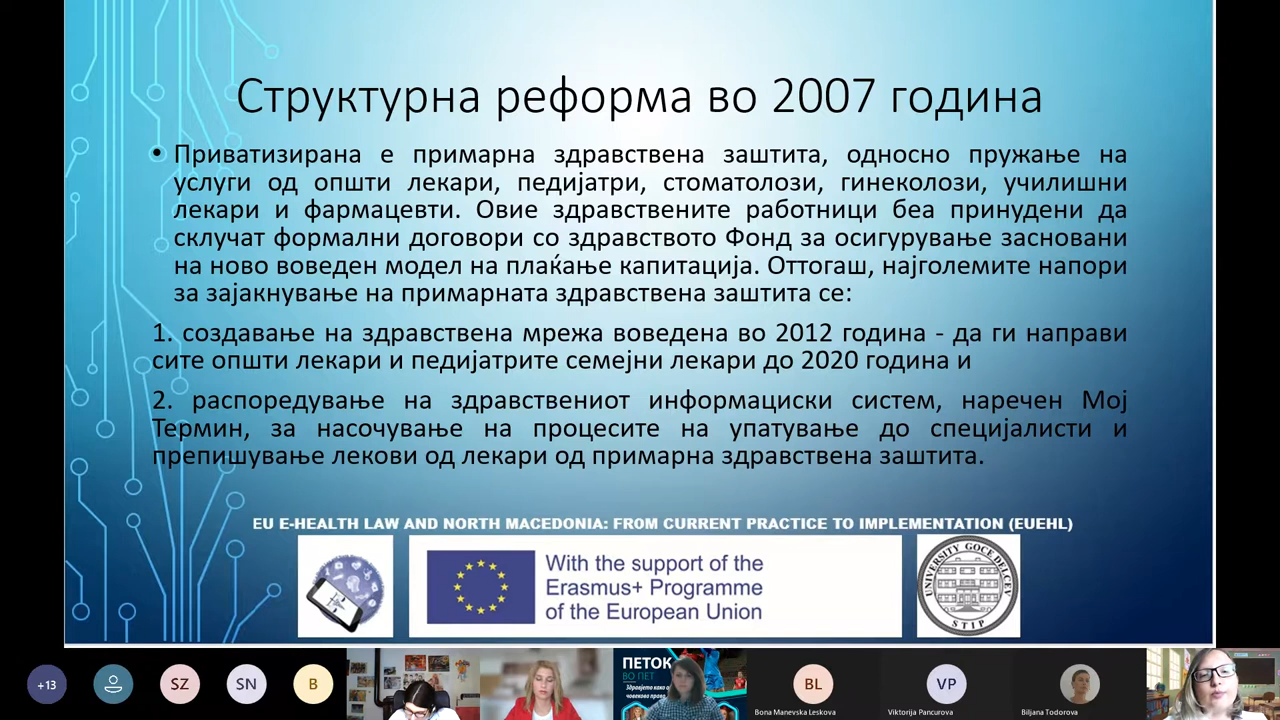 Структурна реформа во 2007 година
• Приватизирана е примарна здравствена заштита, односно пружање на
услуги од општи лекари, педијатри, стоматолози, гинеколози, училишни
лекари и фармацевти. Овие здравствените работници беа принудени да
склучат формални договори со здравството Фонд за осигурување засновани
на ново воведен модел на плаќање капитација. Оттогаш, најголемите напори
за зајакнување на примарната здравствена заштита се:
1. создавање на здравствена мрежа воведена во 2012 година - да ги направи
сите општи лекари и педијатрите семејни лекари до 2020 година и
2. распоредување на здравствениот информациски систем, наречен Мој
Термин, за насочување на процесите на упатување до специјалисти и
препишување лекови од лекари од примарна здравствена заштита.
EU E-HEALTH LAW AND NORTH MACEDONIA: FROM CURRENT PRACTICE TO IMPLEMENTATION (EUEHL)
With the support of the
Erasmus+ Programme
of the European Union
UNIVERSITY GOCE DELCEV
STIP
+13
SZ
SN
B
ПЕТОК
ВО ПЕТ
Здравјето како
човеково право
BL
Bona Manevska Leskova
VP
Viktorija Pancurova
Biljana Todorova